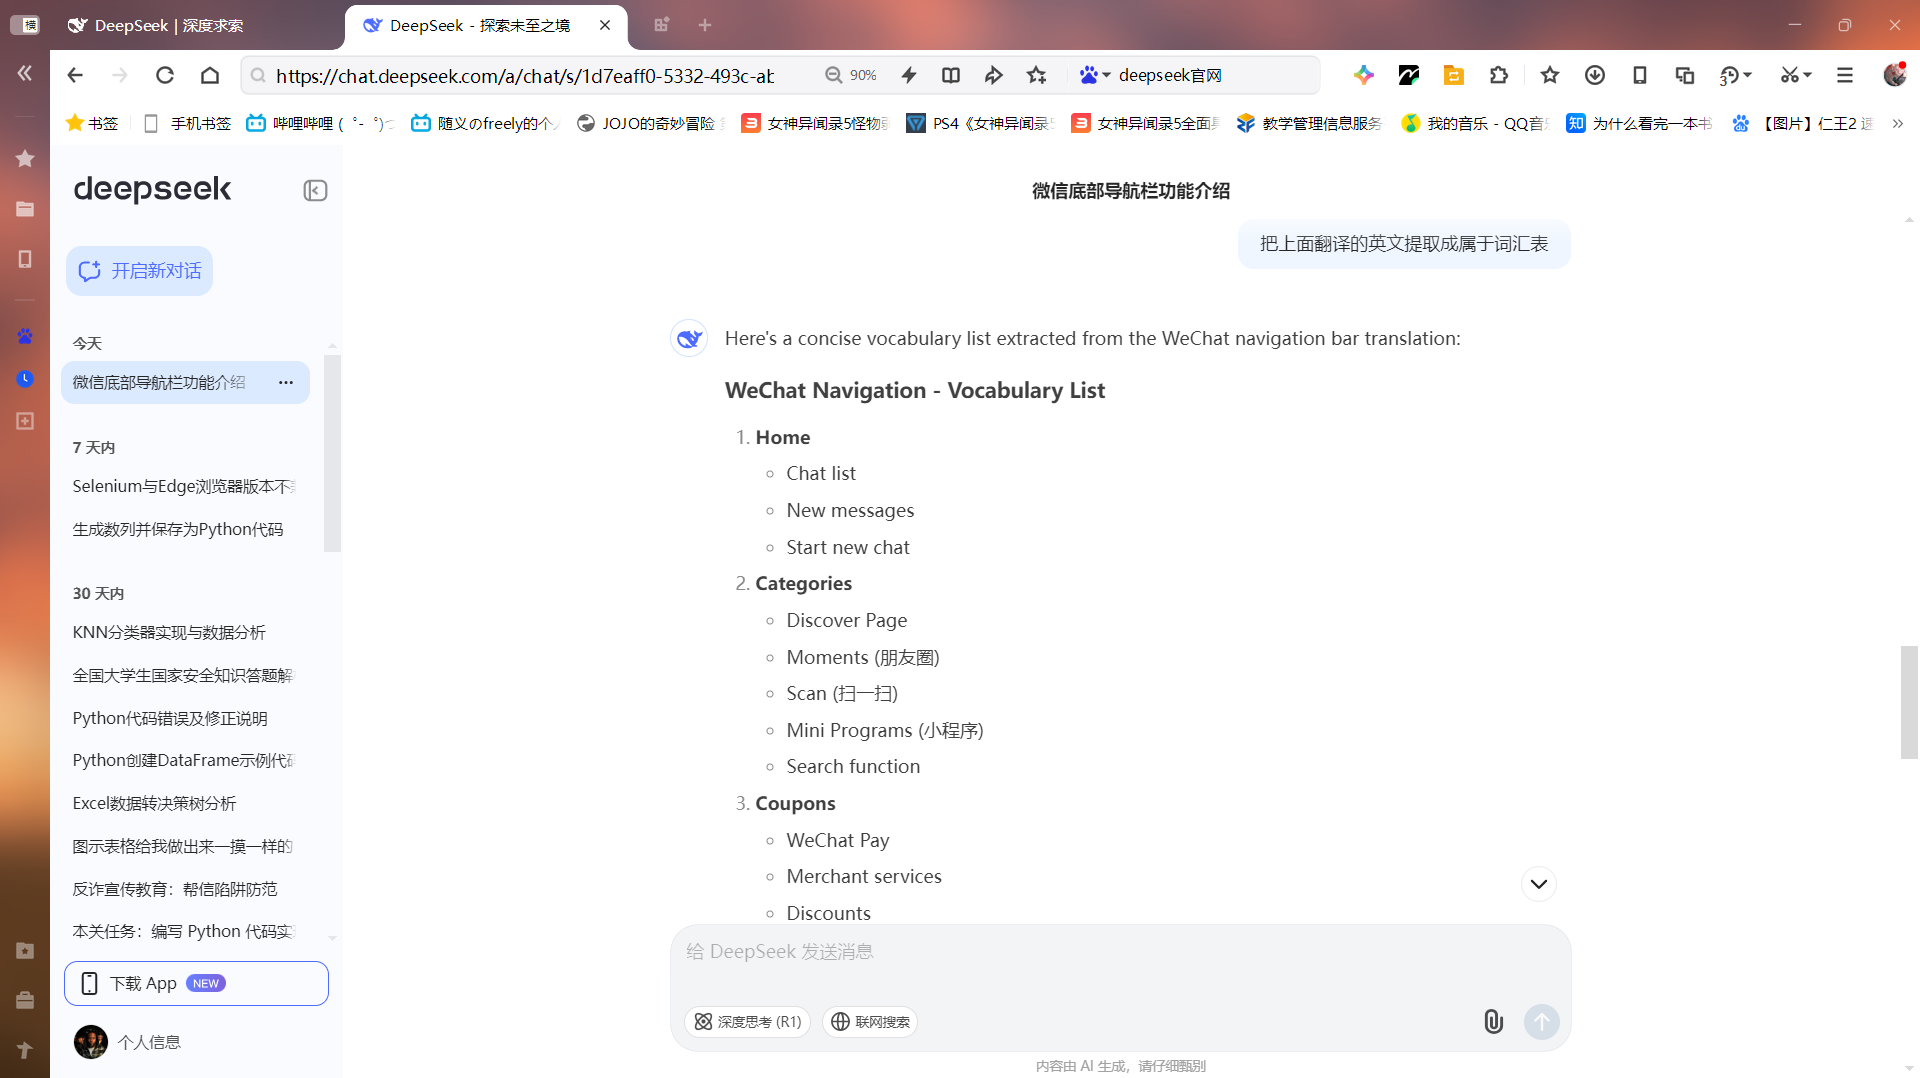 横
DeepSeek | 深度求索
DeepSeek - 探索未至之境
https://chat.deepseek.com/a/chat/s/1d7eaff0-5332-493c-ab
90%
deepseek官网
书签
手机书签
哔哩哔哩 ( ゜- ゜)つ
随义のfreely的个人
JOJO的奇妙冒险
女神异闻录5怪物
PS4《女神异闻录5
女神异闻录5全面
教学管理信息服务
我的音乐 - QQ音
为什么看完一本书
【图片】仁王2
deepseek
开启新对话
今天
微信底部导航栏功能介绍
7 天内
Selenium与Edge浏览器版本不
生成数列并保存为Python代码
30 天内
KNN分类器实现与数据分析
全国大学生国家安全知识答题解
Python代码错误及修正说明
Python创建DataFrame示例代码
Excel数据转决策树分析
图示表格给我做出来一摸一样的
反诈宣传教育：帮信陷阱防范
本关任务：编写 Python 代码实
下载 App NEW
个人信息
微信底部导航栏功能介绍
把上面翻译的英文提取成属于词汇表
Here's a concise vocabulary list extracted from the WeChat navigation bar translation:
WeChat Navigation - Vocabulary List
1. Home
Chat list
New messages
Start new chat
2. Categories
Discover Page
Moments (朋友圈)
Scan (扫一扫)
Mini Programs (小程序)
Search function
3. Coupons
WeChat Pay
Merchant services
Discounts
给 DeepSeek 发送消息
深度思考 (R1)
联网搜索
内容由 AI 生成，请仔细甄别